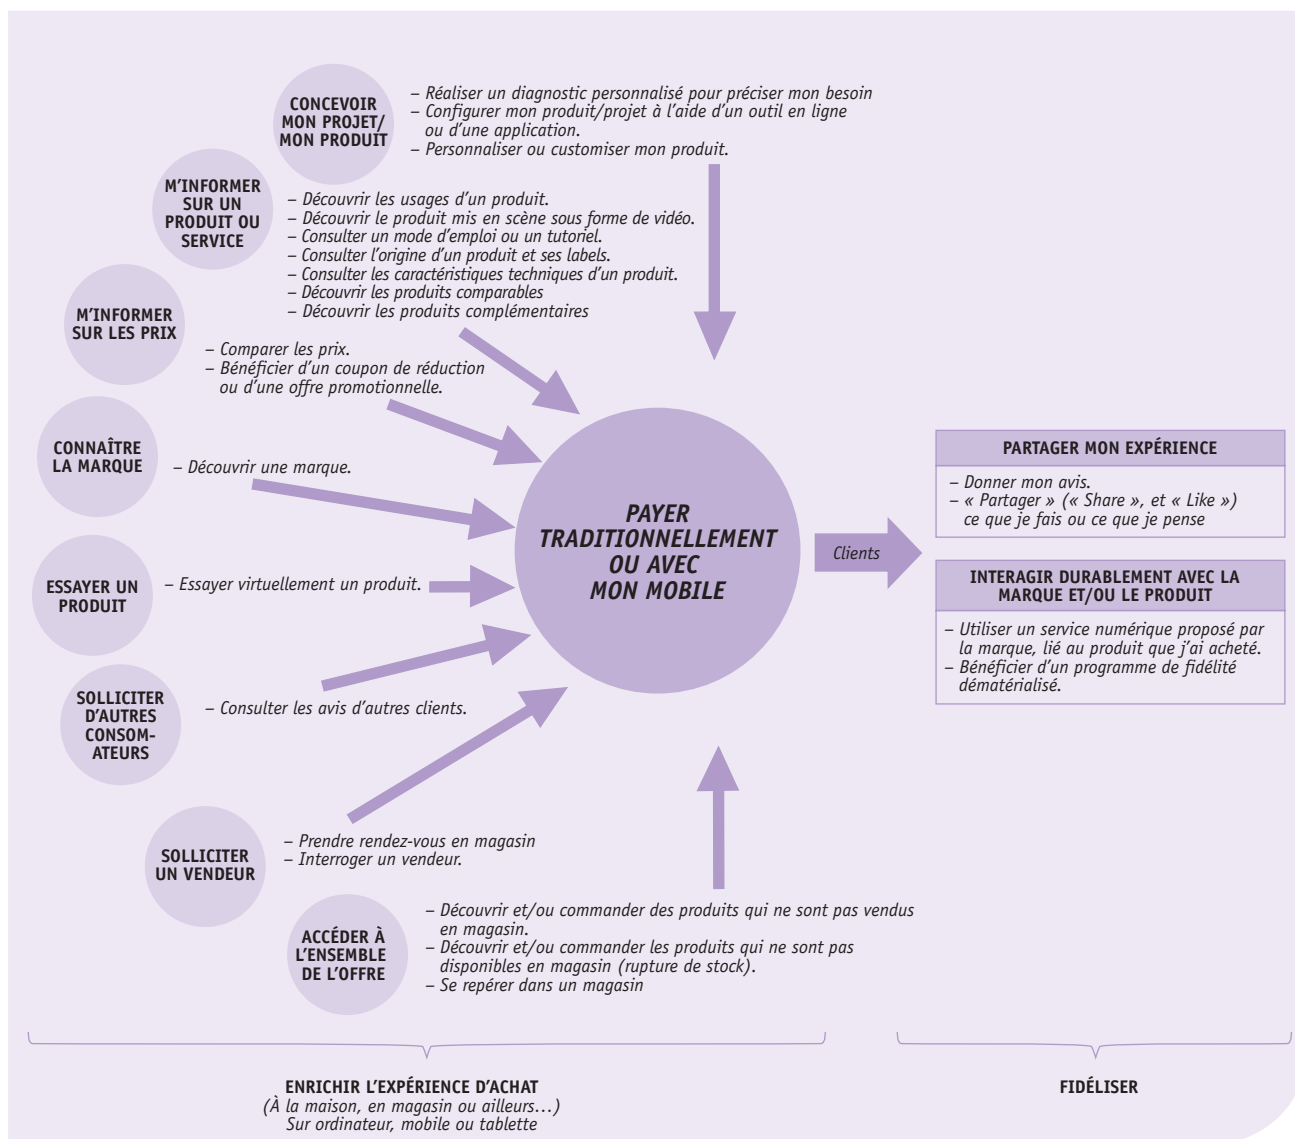 CONCEVOIR
MON PROJET/
MON PRODUIT
– Réaliser un diagnostic personnalisé pour préciser mon besoin
– Configurer mon produit/projet à l’aide d’un outil en ligne
ou d’une application.
– Personnaliser ou customiser mon produit.
M’INFORMER
SUR UN
PRODUIT OU
SERVICE
– Découvrir les usages d’un produit.
– Découvrir le produit mis en scène sous forme de vidéo.
– Consulter un mode d’emploi ou un tutoriel.
– Consulter l’origine d’un produit et ses labels.
– Consulter les caractéristiques techniques d’un produit.
– Découvrir les produits comparables
– Découvrir les produits complémentaires
M’INFORMER
SUR LES PRIX
– Comparer les prix.
– Bénéficier d’un coupon de réduction
ou d’une offre promotionnelle.
CONNAÎTRE
LA MARQUE
– Découvrir une marque.
ESSAYER UN
PRODUIT
– Essayer virtuellement un produit.
SOLLICITER
D’AUTRES
CONSOM-
ATEURS
– Consulter les avis d’autres clients.
SOLLICITER
UN VENDEUR
– Prendre rendez-vous en magasin
– Interroger un vendeur.
ACCÉDER À
L’ENSEMBLE
DE L’OFFRE
– Découvrir et/ou commander des produits qui ne sont pas vendus
en magasin.
– Découvrir et/ou commander les produits qui ne sont pas
disponibles en magasin (rupture de stock).
– Se repérer dans un magasin
PAYER
TRADITIONNELLEMENT
OU AVEC
MON MOBILE
Clients
PARTAGER MON EXPÉRIENCE
– Donner mon avis.
– « Partager » (« Share », et « Like »)
ce que je fais ou ce que je pense
INTERAGIR DURABLEMENT AVEC LA
MARQUE ET/OU LE PRODUIT
– Utiliser un service numérique proposé par
la marque, lié au produit que j’ai acheté.
– Bénéficier d’un programme de fidélité
dématérialisé.
ENRICHIR L’EXPÉRIENCE D’ACHAT
(À la maison, en magasin ou ailleurs…)
Sur ordinateur, mobile ou tablette
FIDÉLISER